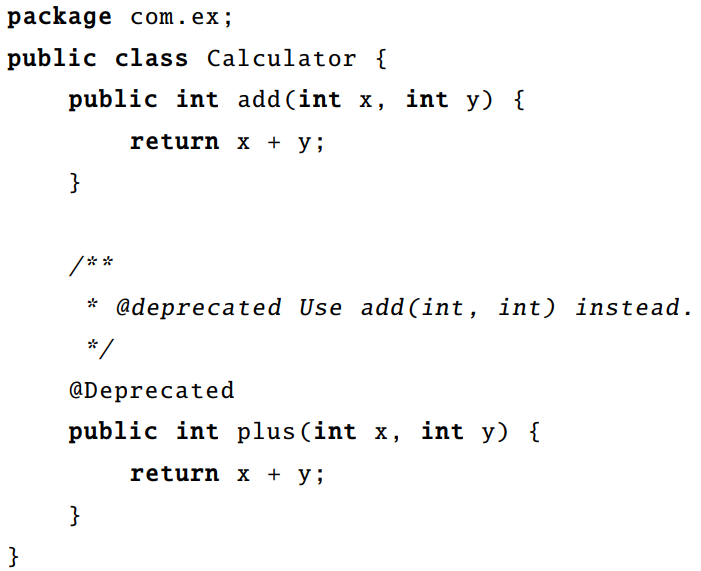 package com.ex;
public class Calculator {
    public int add(int x, int y) {
        return x + y;
    }

    /**
     * @deprecated Use add(int, int) instead.
     */
    @Deprecated
    public int plus(int x, int y) {
        return x + y;
    }
}